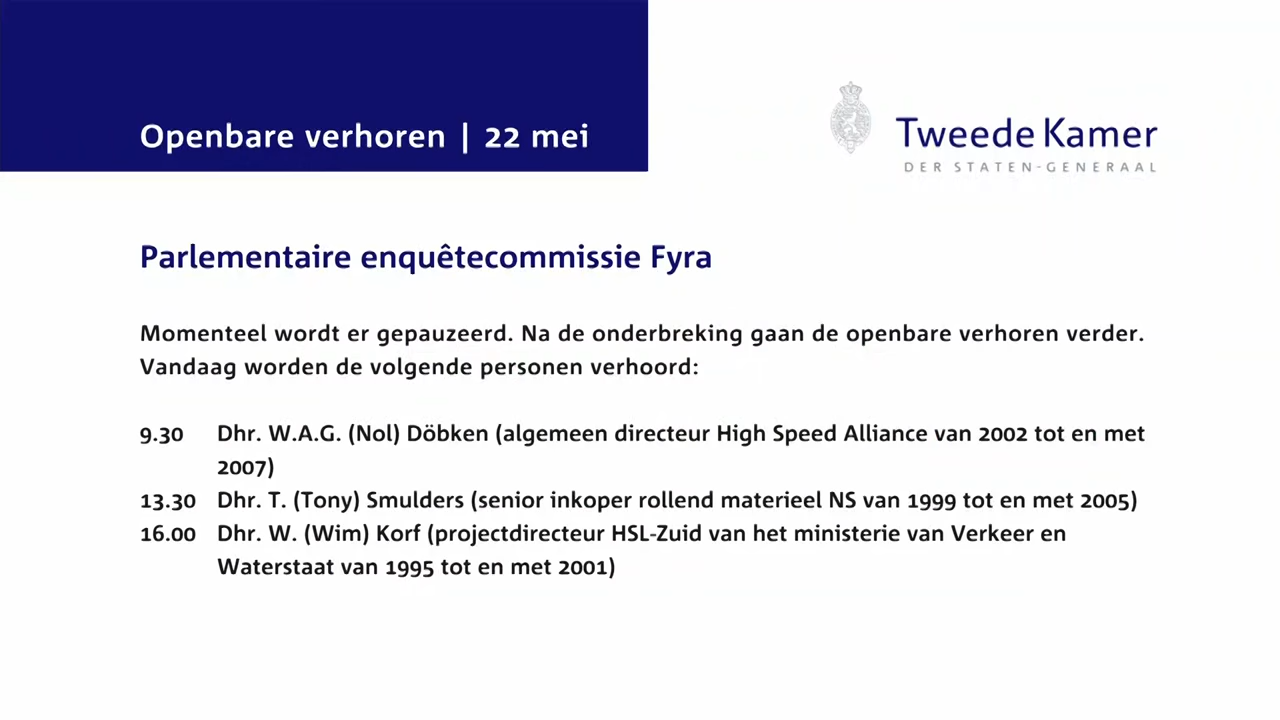 Openbare verhoren | 22 mei
Tweede Kamer
DER STATEN-GENERAAL
Parlementaire enquêtecommissie Fyra
Momenteel wordt er gepauzeerd. Na de onderbreking gaan de openbare verhoren verder.
Vandaag worden de volgende personen verhoord:
9.30 Dhr. W.A.G. (Nol) Döbken (algemeen directeur High Speed Alliance van 2002 tot en met
2007)
13.30 Dhr. T. (Tony) Smulders (senior inkoper rollend materieel NS van 1999 tot en met 2005)
16.00 Dhr. W. (Wim) Korf (projectdirecteur HSL-Zuid van het ministerie van Verkeer en
Waterstaat van 1995 tot en met 2001)